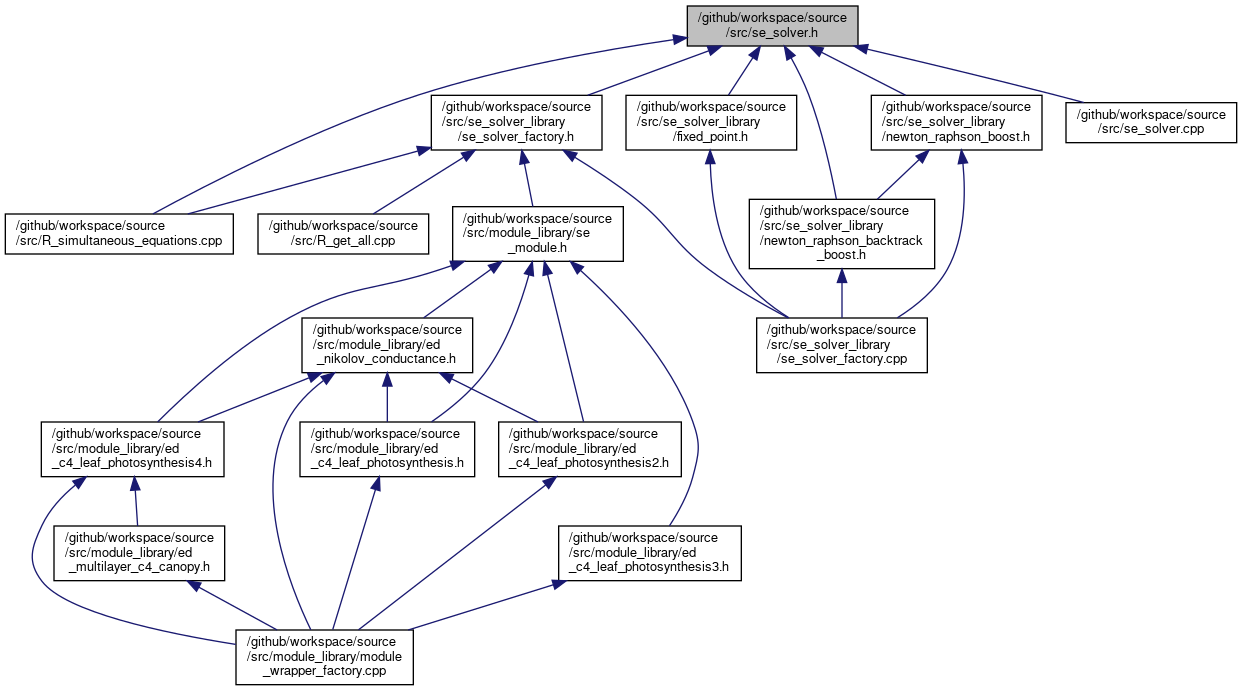 /github/workspace/source
/src/se_solver.h
/github/workspace/source
/src/se_solver_library
/se_solver_factory.h
/github/workspace/source
/src/se_solver_library
/fixed_point.h
/github/workspace/source
/src/se_solver_library
/newton_raphson_boost.h
/github/workspace/source
/src/se_solver.cpp
/github/workspace/source
/src/R_simultaneous_equations.cpp
/github/workspace/source
/src/R_get_all.cpp
/github/workspace/source
/src/module_library/se
_module.h
/github/workspace/source
/src/se_solver_library
/newton_raphson_backtrack
_boost.h
/github/workspace/source
/src/module_library/ed
_nikolov_conductance.h
/github/workspace/source
/src/se_solver_library
/se_solver_factory.cpp
/github/workspace/source
/src/module_library/ed
_c4_leaf_photosynthesis4.h
/github/workspace/source
/src/module_library/ed
_c4_leaf_photosynthesis.h
/github/workspace/source
/src/module_library/ed
_c4_leaf_photosynthesis2.h
/github/workspace/source
/src/module_library/ed
_multilayer_c4_canopy.h
/github/workspace/source
/src/module_library/ed
_c4_leaf_photosynthesis3.h
/github/workspace/source
/src/module_library/module
_wrapper_factory.cpp